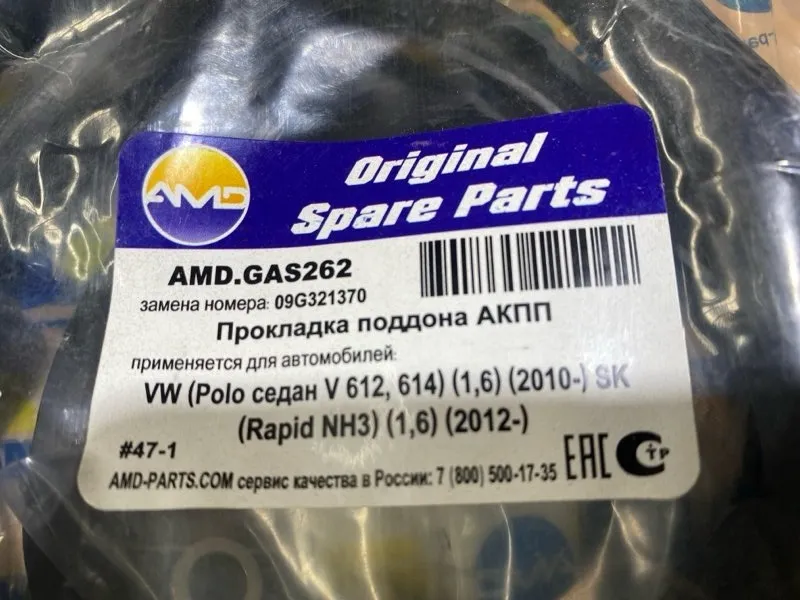 AMD
Original
Spare Parts
AMD.GAS262
замена номера: 09G321370
Прокладка поддона АКПП
применяется для автомобилей:
VW (Polo седан V 612, 614) (1,6) (2010-) SK
(Rapid NH3) (1,6) (2012-)
#47-1
EAC
СТР
AMD-PARTS.COM сервис качества в России: 7 (800) 500-17-35